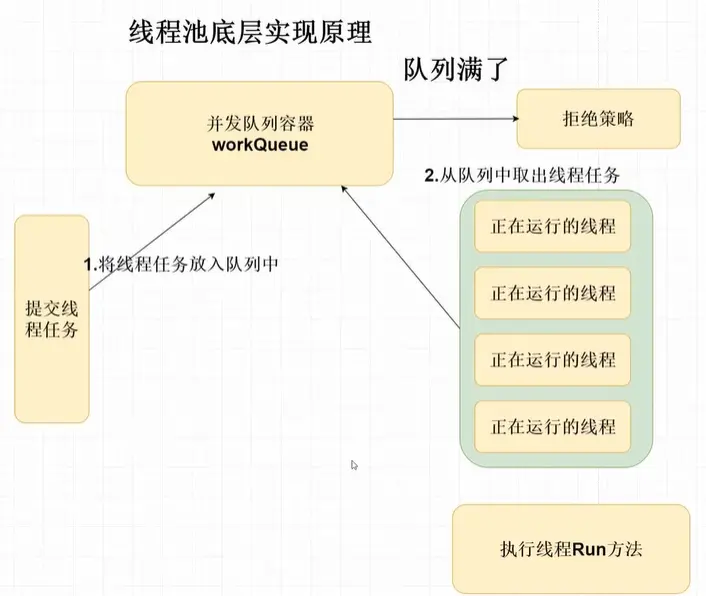 线程池底层实现原理
队列满了
并发队列容器
workQueue
拒绝策略
2.从队列中取出线程任务
正在运行的线程
1.将线程任务放入队列中
正在运行的线程
提交线
程任务
正在运行的线程
正在运行的线程
执行线程Run方法